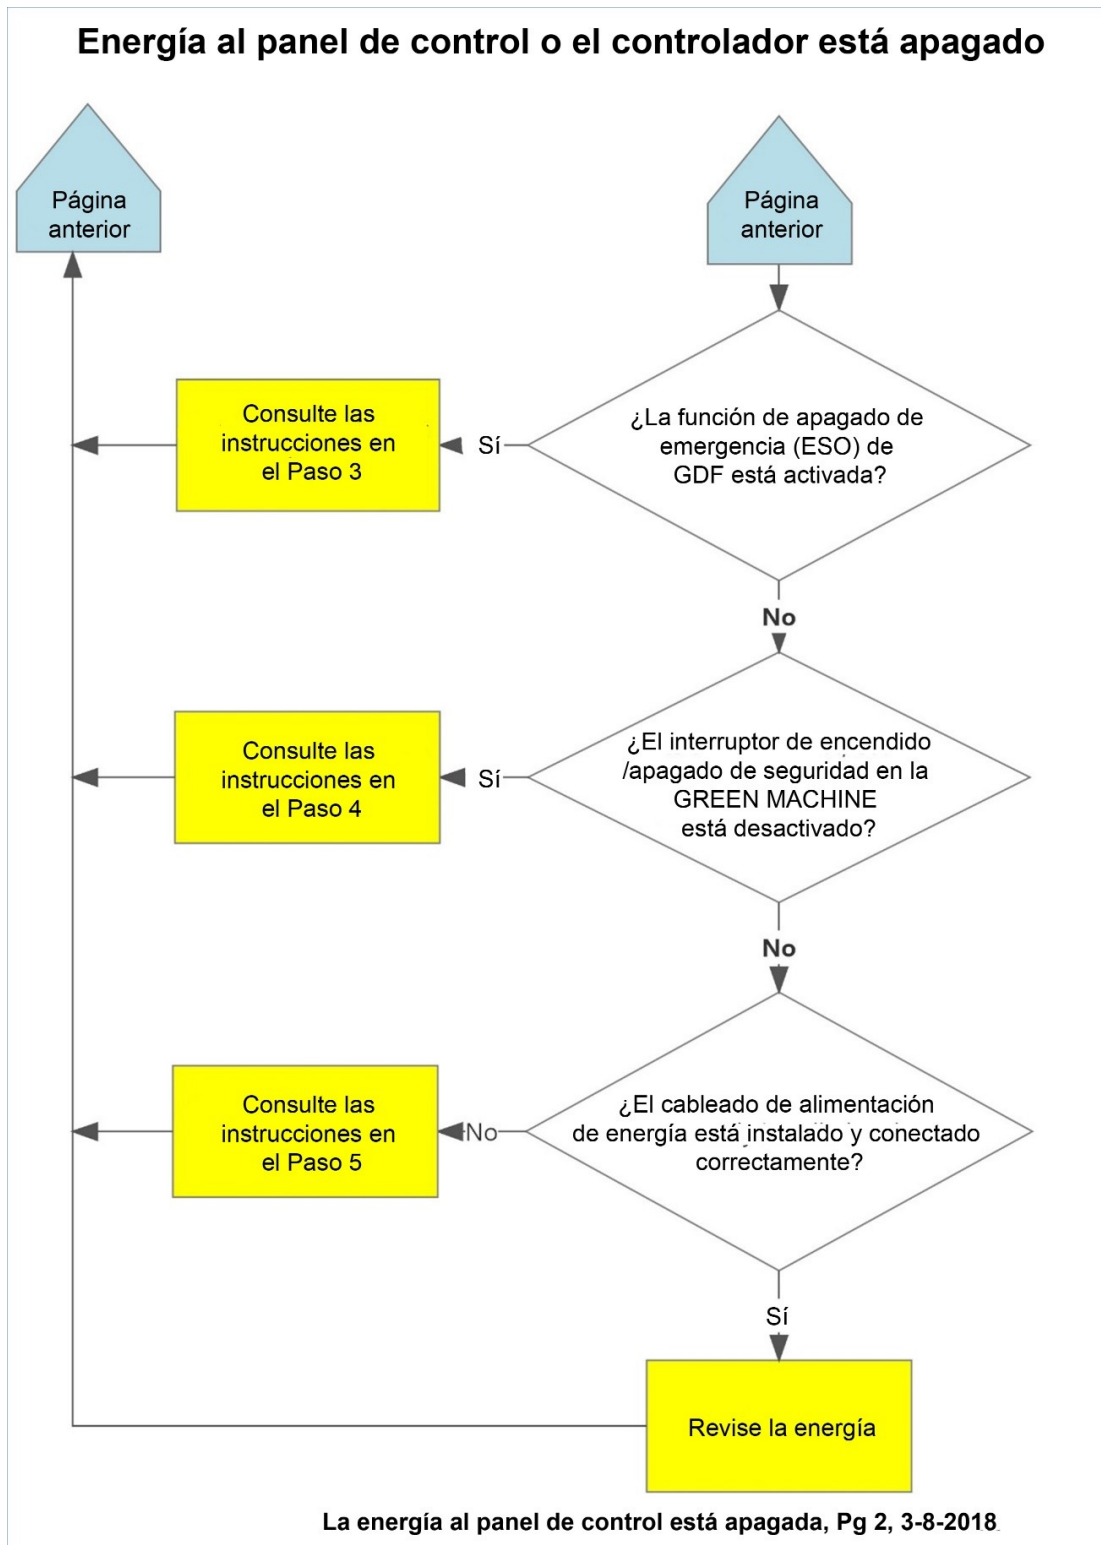 Energía al panel de control o el controlador está apagado
Página
anterior
Página
anterior
¿La función de apagado de
emergencia (ESO) de
GDF está activada?
Sí
Consulte las
instrucciones en
el Paso 3
No
¿El interruptor de encendido
/apagado de seguridad en la
GREEN MACHINE
está desactivado?
Sí
Consulte las
instrucciones en
el Paso 4
No
¿El cableado de alimentación
de energía está instalado y conectado
correctamente?
No
Consulte las
instrucciones en
el Paso 5
Sí
Revise la energía
La energía al panel de control está apagada, Pg 2, 3-8-2018